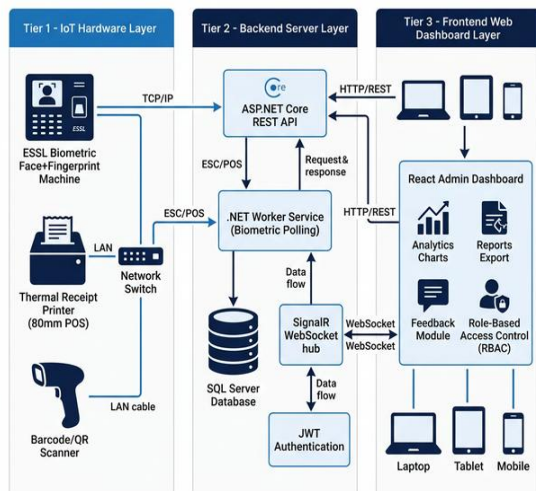 Tier 1 - IoT Hardware Layer
ESSL
ESSL Biometric
Face+Fingerprint
Machine
Thermal Receipt
Printer
(80mm POS)
LAN
Network
Switch
LAN cable
Barcode/QR
Scanner
TCP/IP
ESC/POS
Tier 2 - Backend Server Layer
Core
ASP.NET Core
REST API
ESC/POS
Request&
response
.NET Worker Service
(Biometric Polling)
Data
flow
SQL Server
Database
SignalR
WebSocket
hub
Data
flow
JWT
Authentication
HTTP/REST
HTTP/REST
WebSocket
WebSocket
Tier 3 - Frontend Web
Dashboard Layer
React Admin Dashboard
Analytics
Charts
Reports
Export
Feedback
Module
Role-Based
Access Control
(RBAC)
Laptop
Tablet
Mobile